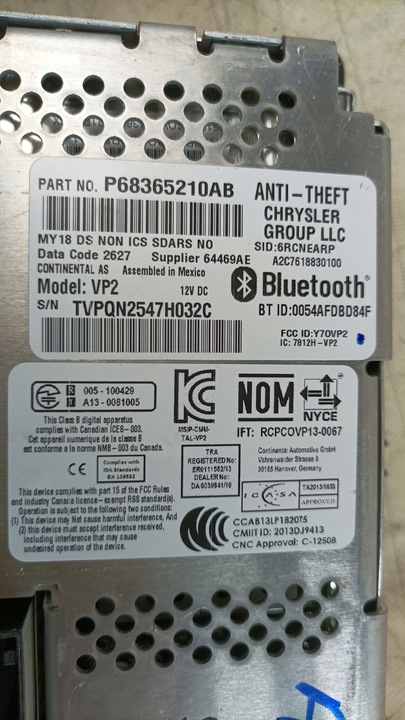 PART NO. P68365210AB
ANTI-THEFT
CHRYSLER
GROUP LLC
MY18 DS NON ICS SDARS NO
SID:6RCNEARP
Data Code 2627 Supplier 64469AE
A2C7618830100
CONTINENTAL AS Assembled in Mexico
Model: VP2 12V DC
Bluetooth
S/N TVPQN2547H032C
BT ID:0054AFDBD84F
FCC ID:Y70VP2
IC: 7812H-VP2
R 005-100429
T A13-0081005
This Class B digital apparatus
complies with Canadian ICES-003.
Cet appareil numerique de la classe B
est conforme a la norme NMB-003 du Canada.
MSIP-CMM-
TAL-VP2
NOM
NYCE
IFT: RCPCOVP13-0067
CE
Complies with
IDA Standards
TRA
REGISTERED No:
DEALER No:
Continental Automotive GmbH
Vahrenwalder Strasse 9
30165 Hanover, Germany
This device complies with part 15 of the FCC Rules
and Industry Canada licence-exempt RSS standard(s).
Operation is subject to the following two conditions:
(1) This device may Not cause harmful interference, And
(2) this device must accept interference received,
including interference that may cause
undesired operation of the device.
ICASA
APPROVED
CCAB13LP1820T5
CMIIT ID: 2013DJ9413
CNC Approval: C-12508